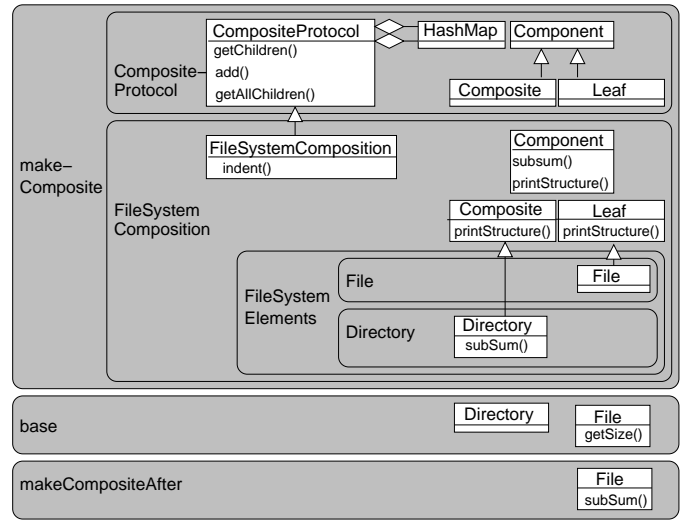 CompositeProtocol
getChildren()
add()
getAllChildren()
HashMap
Component
Composite–
Protocol
Composite
Leaf
make–
Composite
FileSystemComposition
indent()
Component
subsum()
printStructure()
FileSystem
Composition
Composite
printStructure()
Leaf
printStructure()
FileSystem
Elements
File
File
Directory
Directory
subSum()
base
Directory
File
getSize()
makeCompositeAfter
File
subSum()